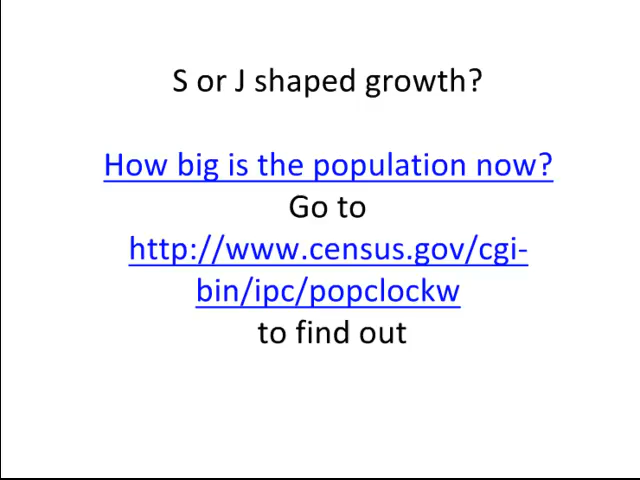 S or J shaped growth?
How big is the population now?
Go to
http://www.census.gov/cgi-
bin/ipc/popclockw
to find out